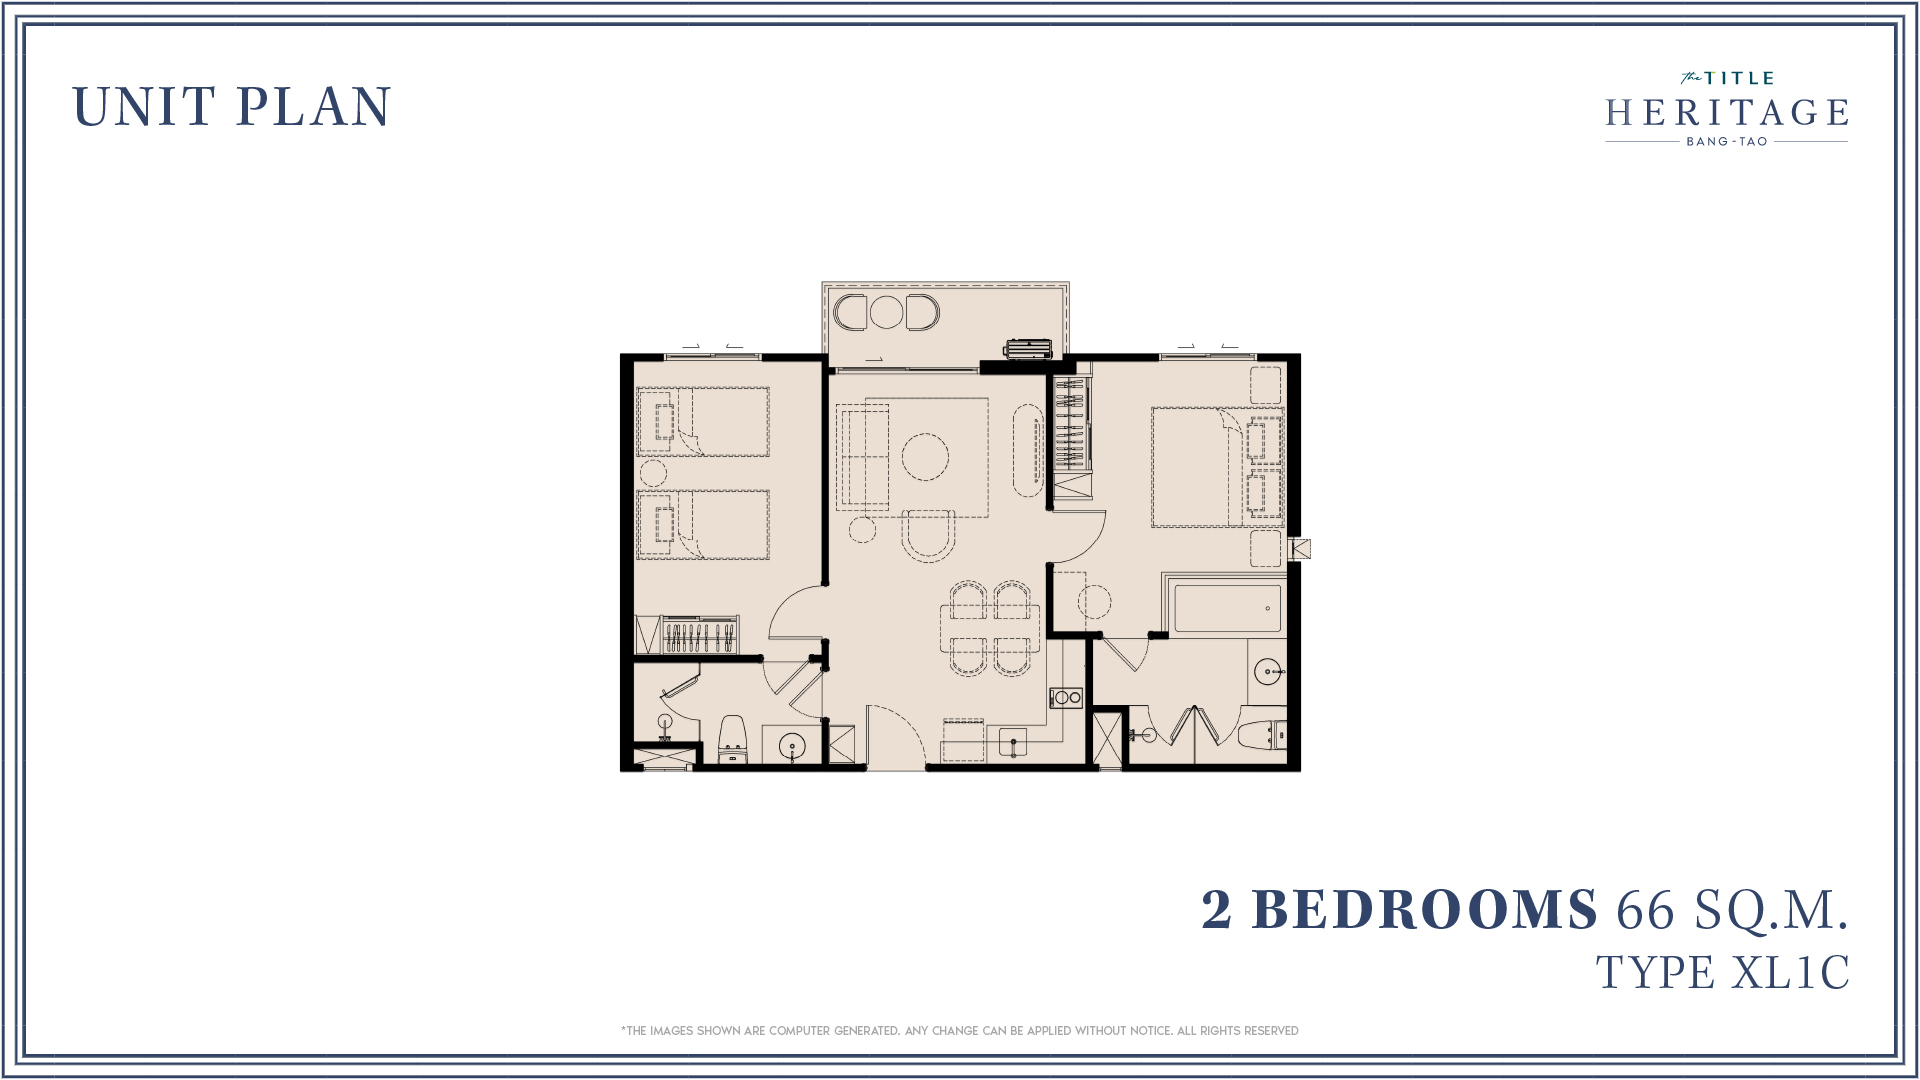 UNIT PLAN
the TITLE
HERITAGE
BANG-TAO
2 BEDROOMS 66 SQ.M.
TYPE XL1C
*THE IMAGES SHOWN ARE COMPUTER GENERATED. ANY CHANGE CAN BE APPLIED WITHOUT NOTICE. ALL RIGHTS RESERVED